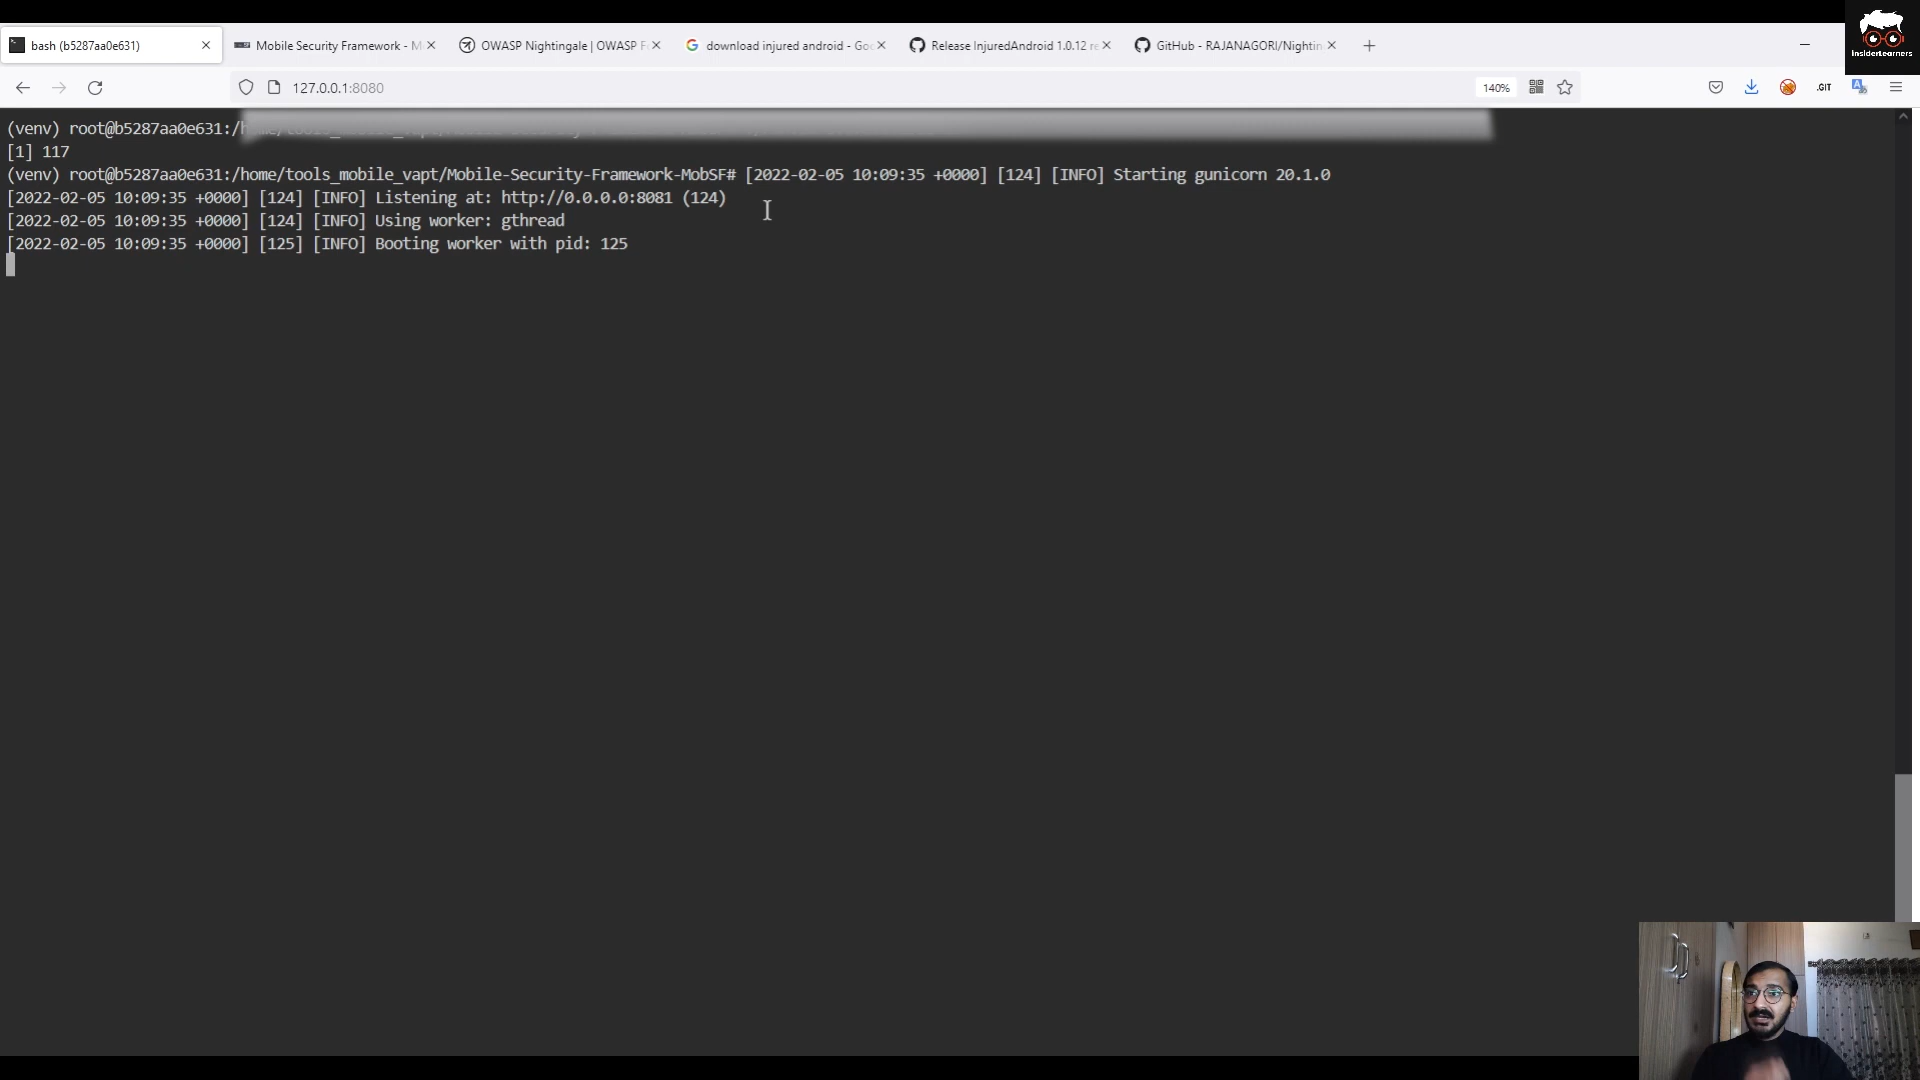 bash (b5287aa0e631)
Mobile Security Framework - M
OWASP Nightingale | OWASP F
download injured android - Goo
Release InjuredAndroid 1.0.12 re
GitHub - RAJANAGORI/Nightin
InsiderLearners
127.0.0.1:8080
140%
.GIT
(venv) root@b5287aa0e631:/
[1] 117
(venv) root@b5287aa0e631:/home/tools_mobile_vapt/Mobile-Security-Framework-MobSF# [2022-02-05 10:09:35 +0000] [124] [INFO] Starting gunicorn 20.1.0
[2022-02-05 10:09:35 +0000] [124] [INFO] Listening at: http://0.0.0.0:8081 (124)
[2022-02-05 10:09:35 +0000] [124] [INFO] Using worker: gthread
[2022-02-05 10:09:35 +0000] [125] [INFO] Booting worker with pid: 125